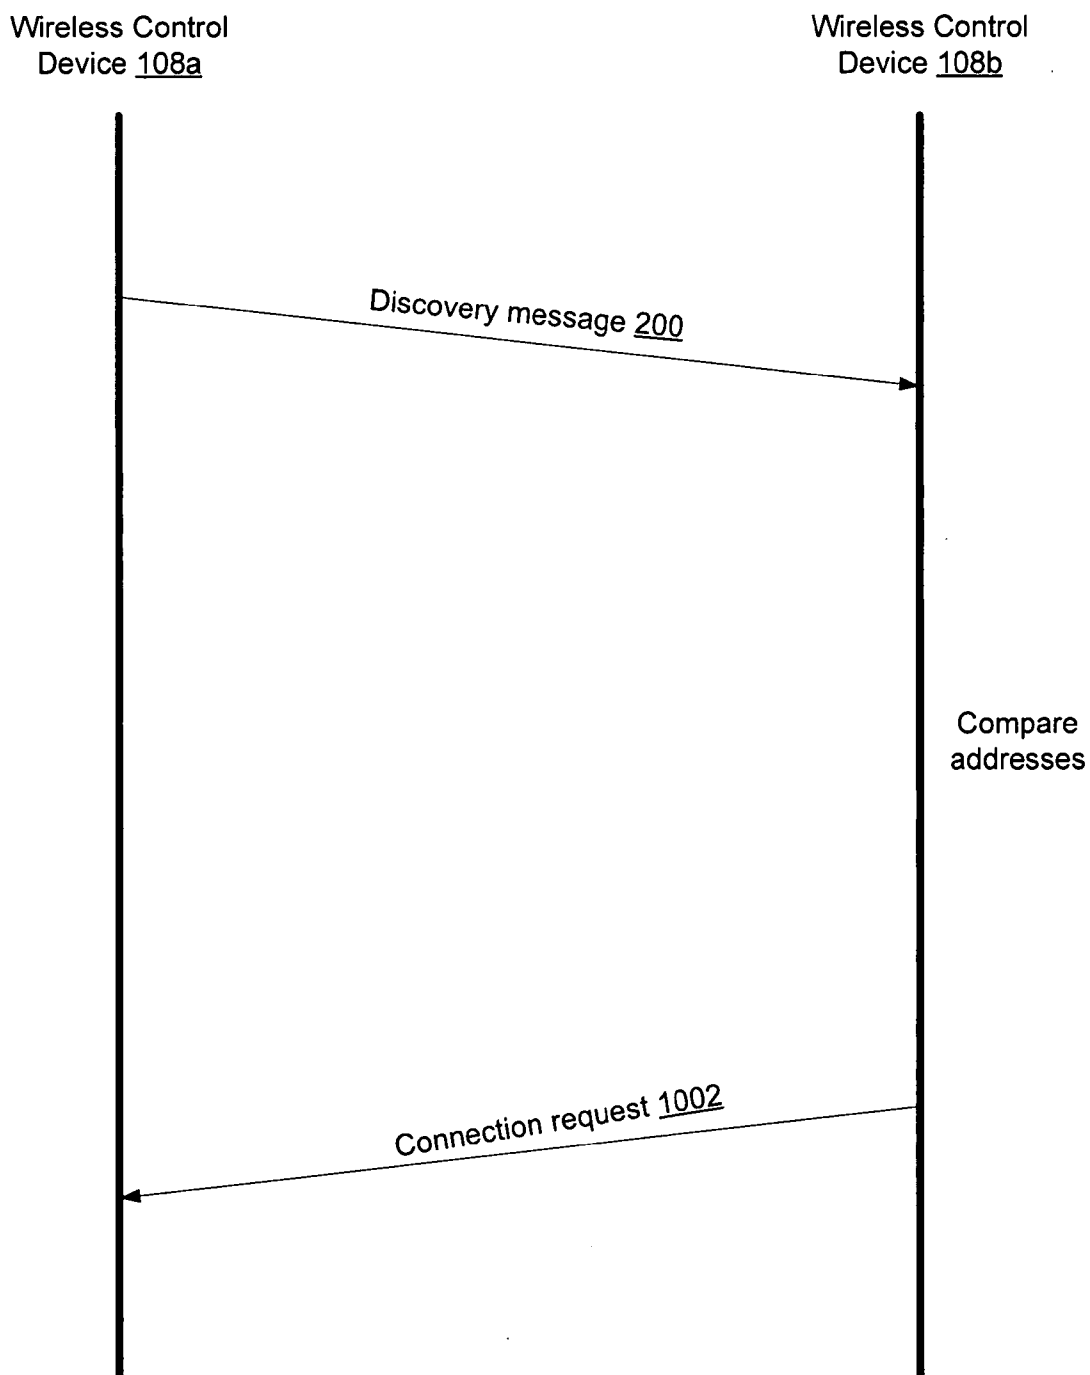 Wireless Control
Device 108a
Wireless Control
Device 108b
Discovery message 200
Compare
addresses
Connection request 1002